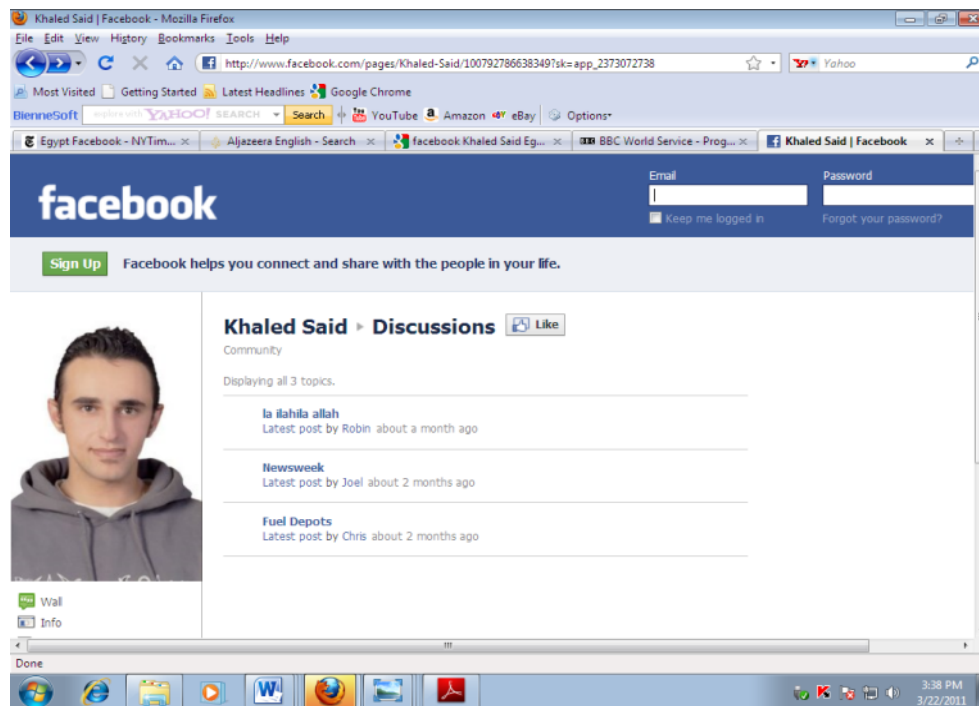 Khaled Said | Facebook - Mozilla Firefox
File Edit View History Bookmarks Tools Help
http://www.facebook.com/pages/Khaled-Said/100792786638349?sk=app_2373072738
Yahoo
Most Visited Getting Started Latest Headlines Google Chrome
BienneSoft YAHOO! SEARCH Search YouTube Amazon eBay Options
Egypt Facebook - NYTim... Aljazeera English - Search facebook Khaled Said Eg... BBC World Service - Prog... Khaled Said | Facebook
Email Password
facebook
Keep me logged in Forgot your password?
Sign Up Facebook helps you connect and share with the people in your life.
Khaled Said Discussions Like
Community
Displaying all 3 topics.
la ilahila allah
Latest post by Robin about a month ago
Newsweek
Latest post by Joel about 2 months ago
Fuel Depots
Latest post by Chris about 2 months ago
Wall
Info
Done
3:38 PM
3/22/2011